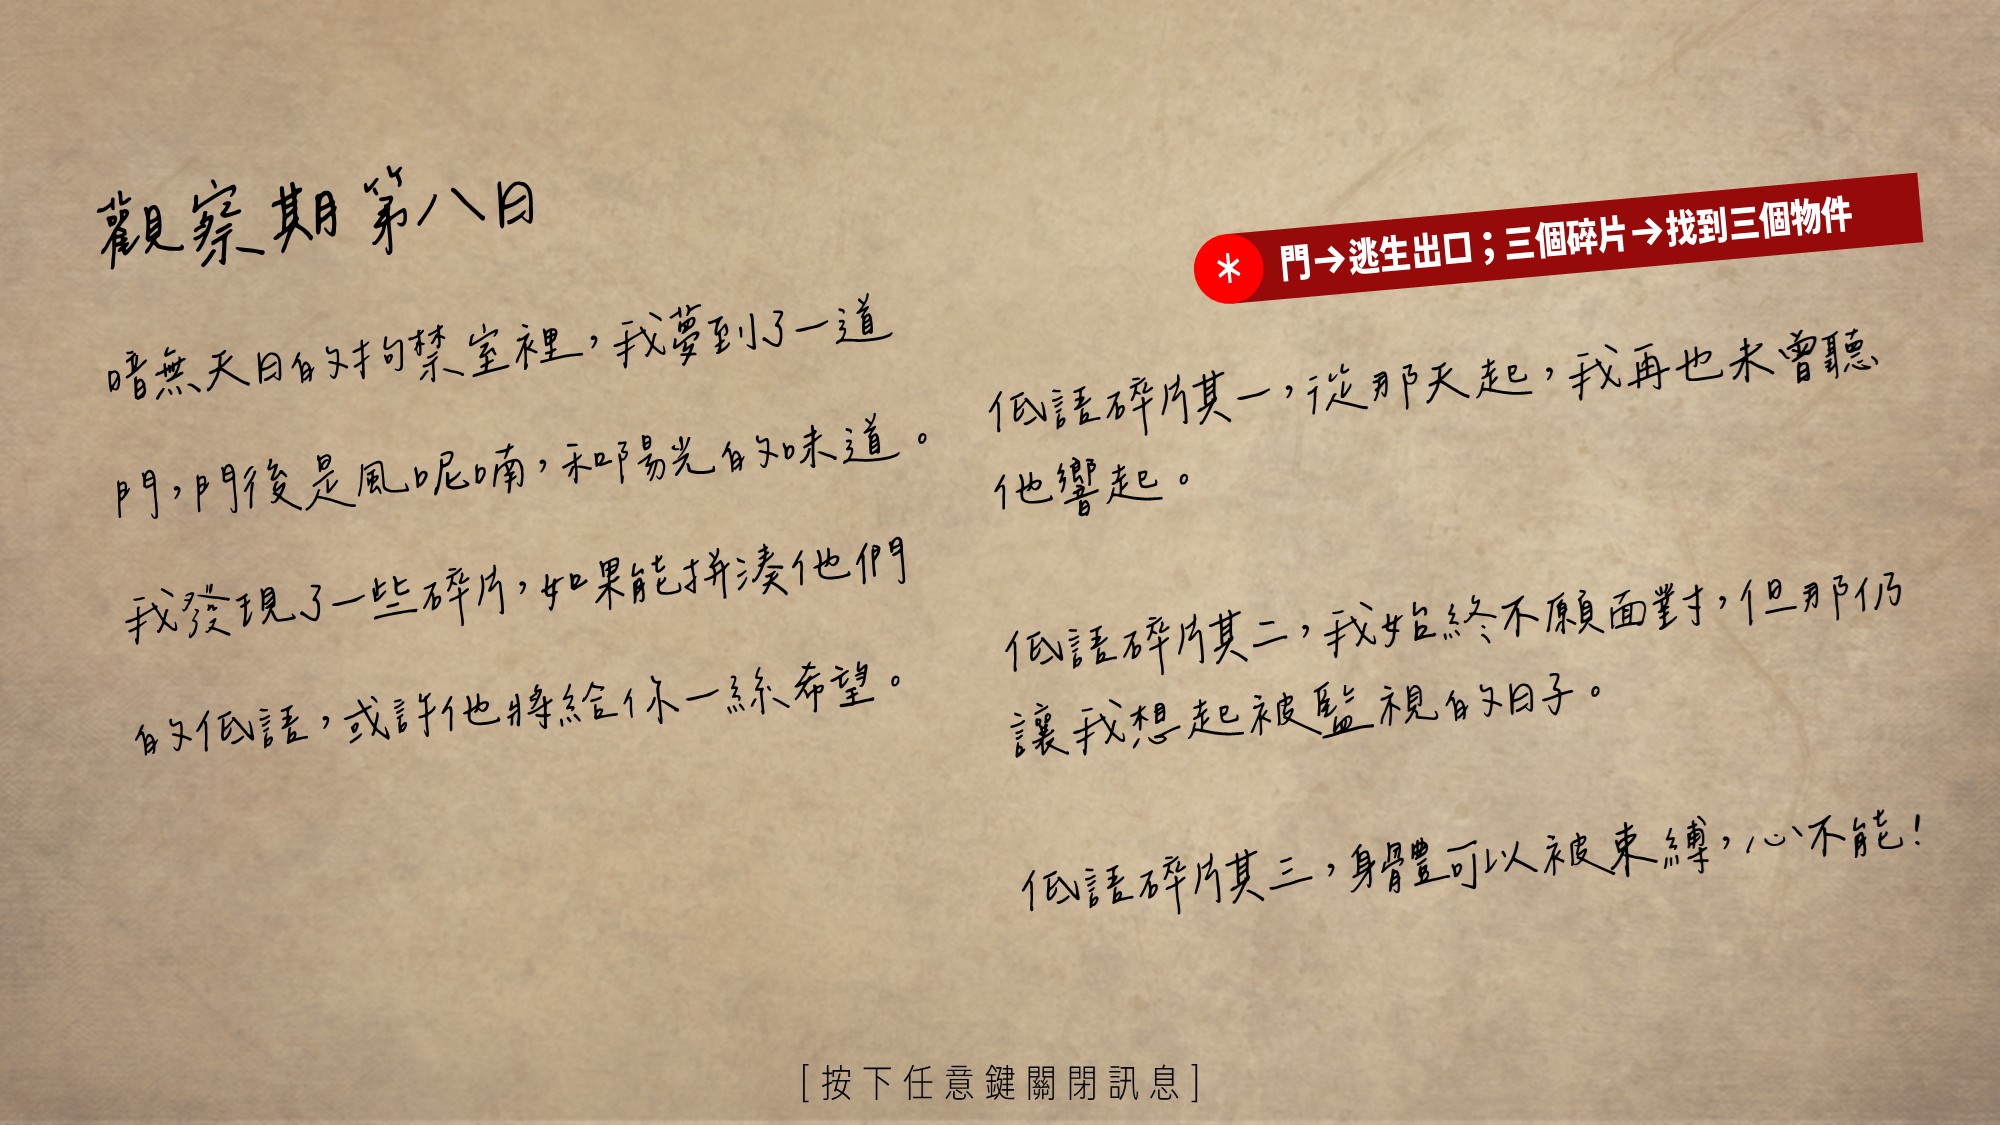 觀察期第八日
暗無天日的拘禁室裡，我夢到了一道
門，門後是風呢喃，和陽光的味道。
我發現了一些碎片，如果能拼湊他們
的低語，或許他將給你一絲希望。
* 門→逃生出口；三個碎片→找到三個物件
低語碎片其一，從那天起，我再也未曾聽
他響起。
低語碎片其二，我始終不願面對，但那仍
讓我想起被監視的日子。
低語碎片其三，身體可以被束縛，心不能！
[按下任意鍵關閉訊息]